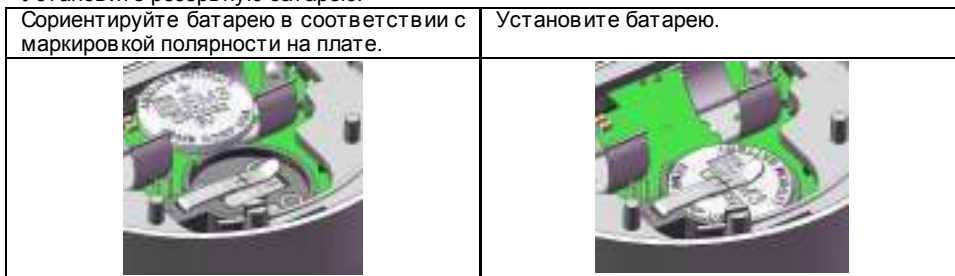 Сориентируйте батарею в соответствии с
маркировкой полярности на плате.
Установите батарею.